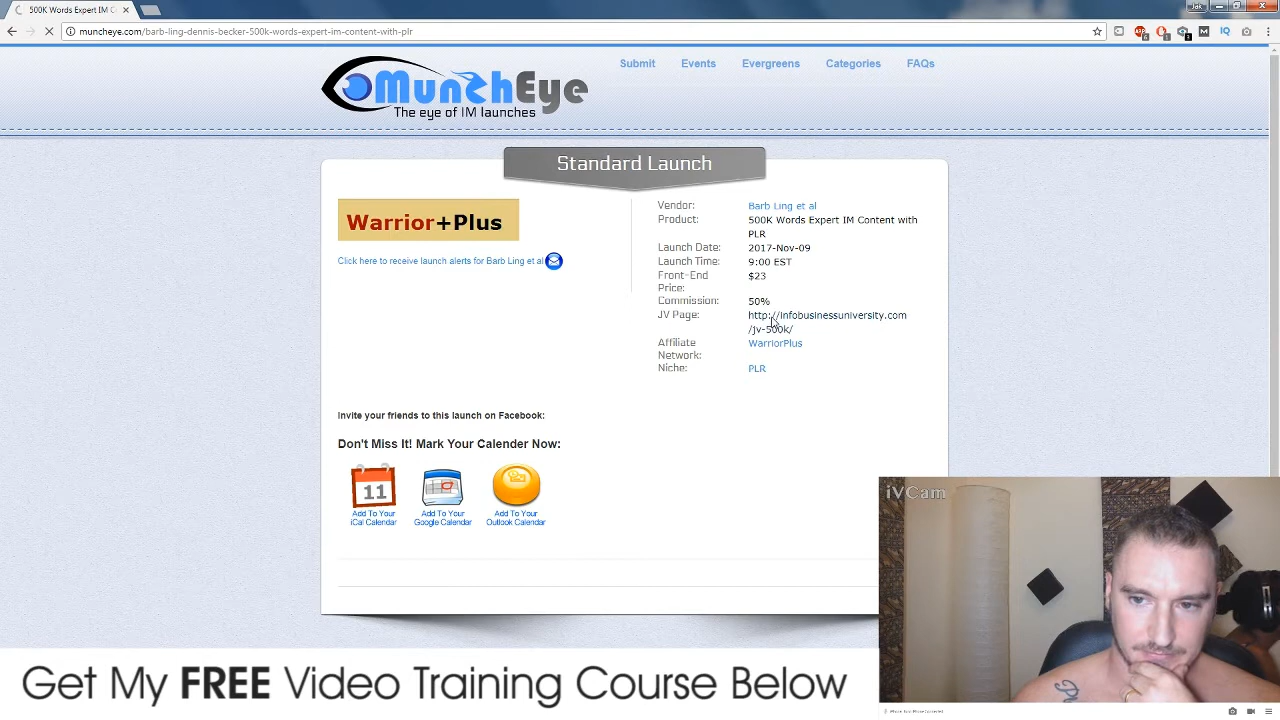 500K Words Expert IM C
Jak
muncheye.com/barb-ling-dennis-becker-500k-words-expert-im-content-with-plr
MunchEye
The eye of IM launches
Submit
Events
Evergreens
Categories
FAQs
Standard Launch
Warrior+Plus
Click here to receive launch alerts for Barb Ling et al
Vendor: Barb Ling et al
Product: 500K Words Expert IM Content with
PLR
Launch Date: 2017-Nov-09
Launch Time: 9:00 EST
Front-End $23
Price:
Commission: 50%
JV Page: http://infobusinessuniversity.com
/jv-500k/
Affiliate WarriorPlus
Network:
Niche: PLR
Invite your friends to this launch on Facebook:
Don't Miss It! Mark Your Calender Now:
11
Add To Your
iCal Calendar
Add To Your
Google Calendar
Add To Your
Outlook Calendar
iVCam
Get My FREE Video Training Course Below